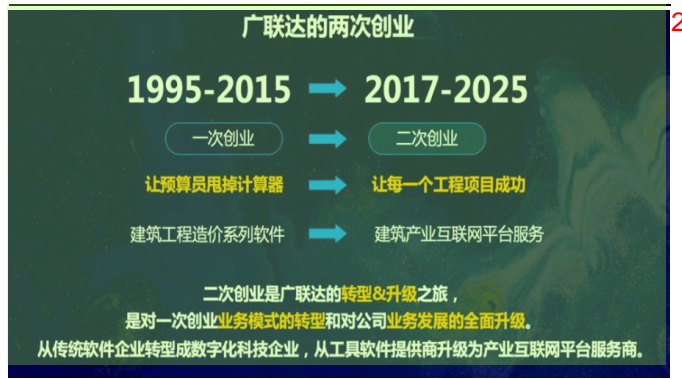 广联达的两次创业
2
1995-2015 2017-2025
一次创业 二次创业
让预算员甩掉计算器 让每一个工程项目成功
建筑工程造价系列软件 建筑产业互联网平台服务
二次创业是广联达的转型&升级之旅，
是对一次创业业务模式的转型和对公司业务发展的全面升级。
从传统软件企业转型成数字化科技企业，从工具软件提供商升级为产业互联网平台服务商。